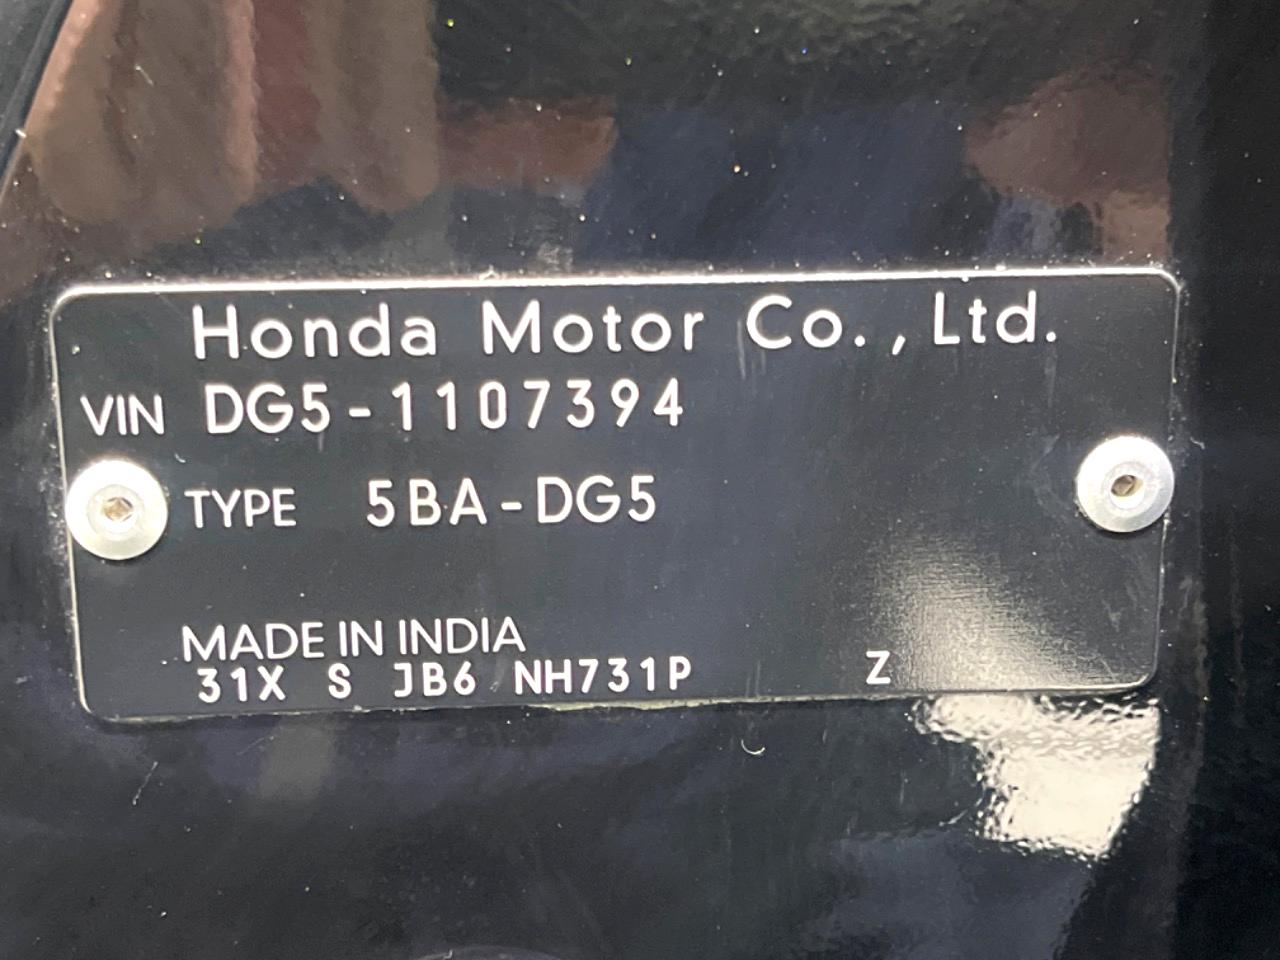 Honda Motor Co., Ltd.
VIN DG5-1107394
TYPE 5BA-DG5
MADE IN INDIA
31X S JB6 NH731P Z